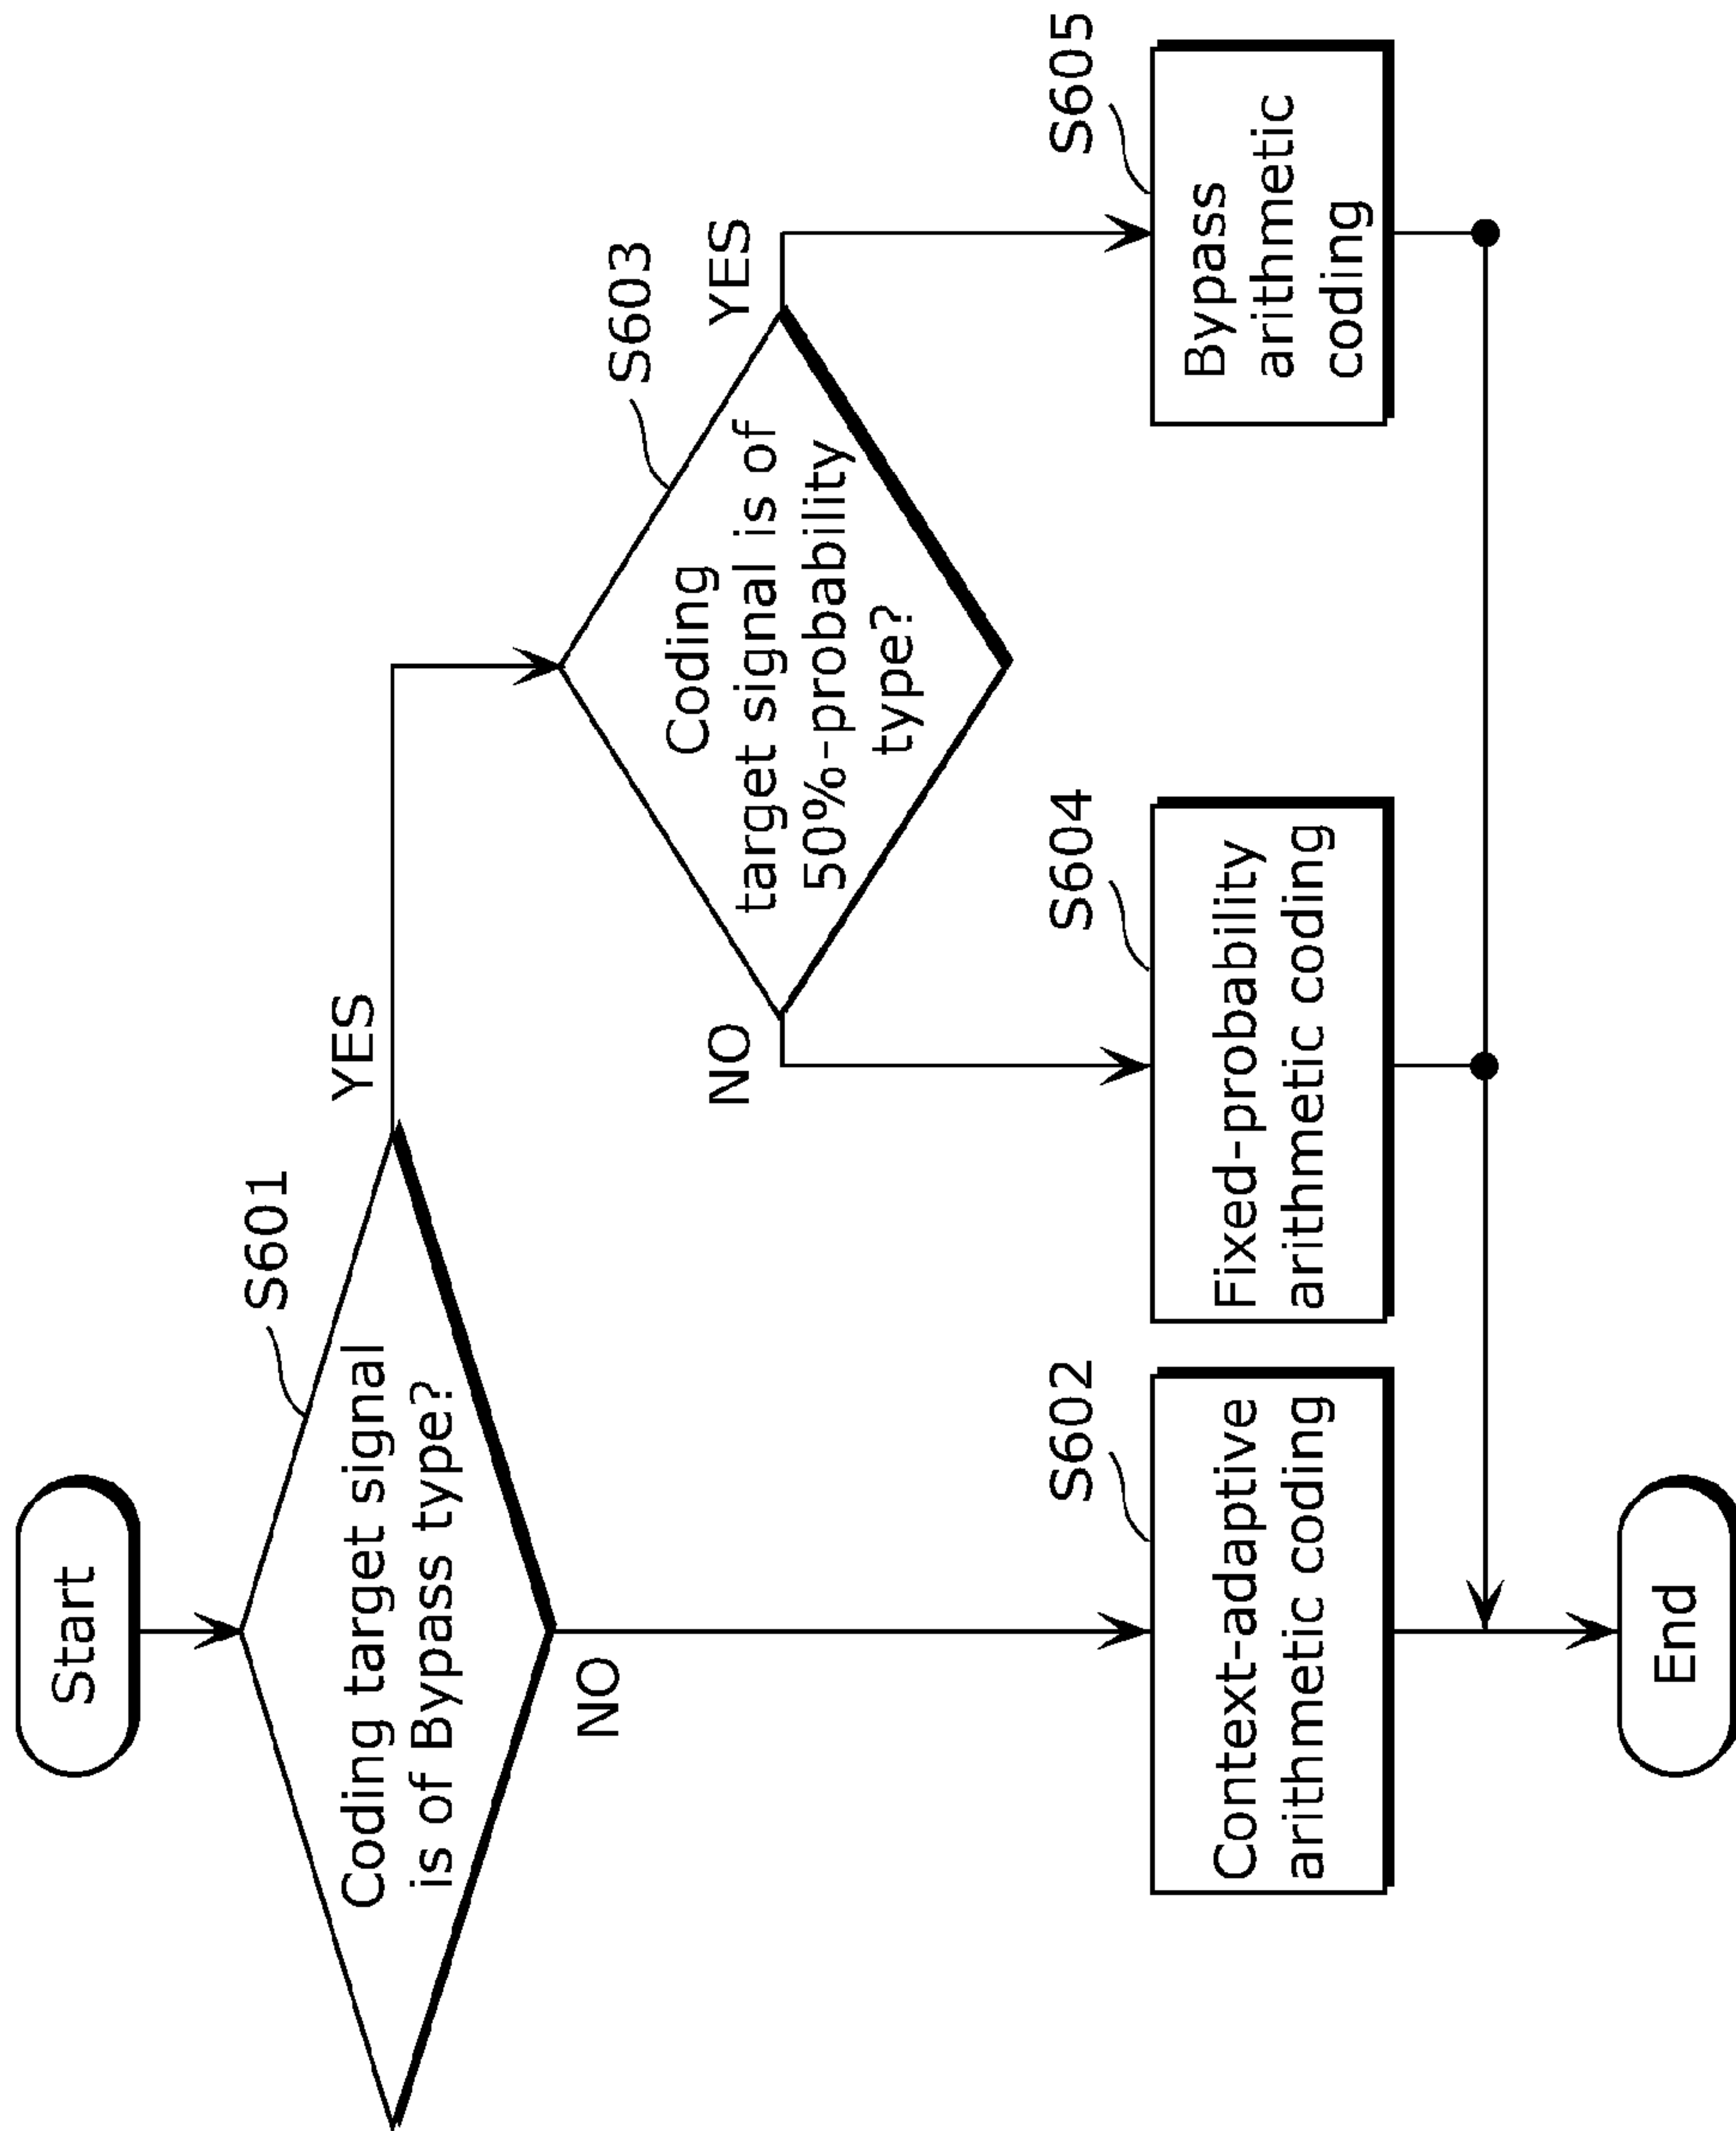 Start
S601
Coding target signal
is of Bypass type?
YES
NO
S603
Coding
target signal is of
50%-probability
type?
NO
YES
S602
Context-adaptive
arithmetic coding
S604
Fixed-probability
arithmetic coding
S605
Bypass
arithmetic
coding
End